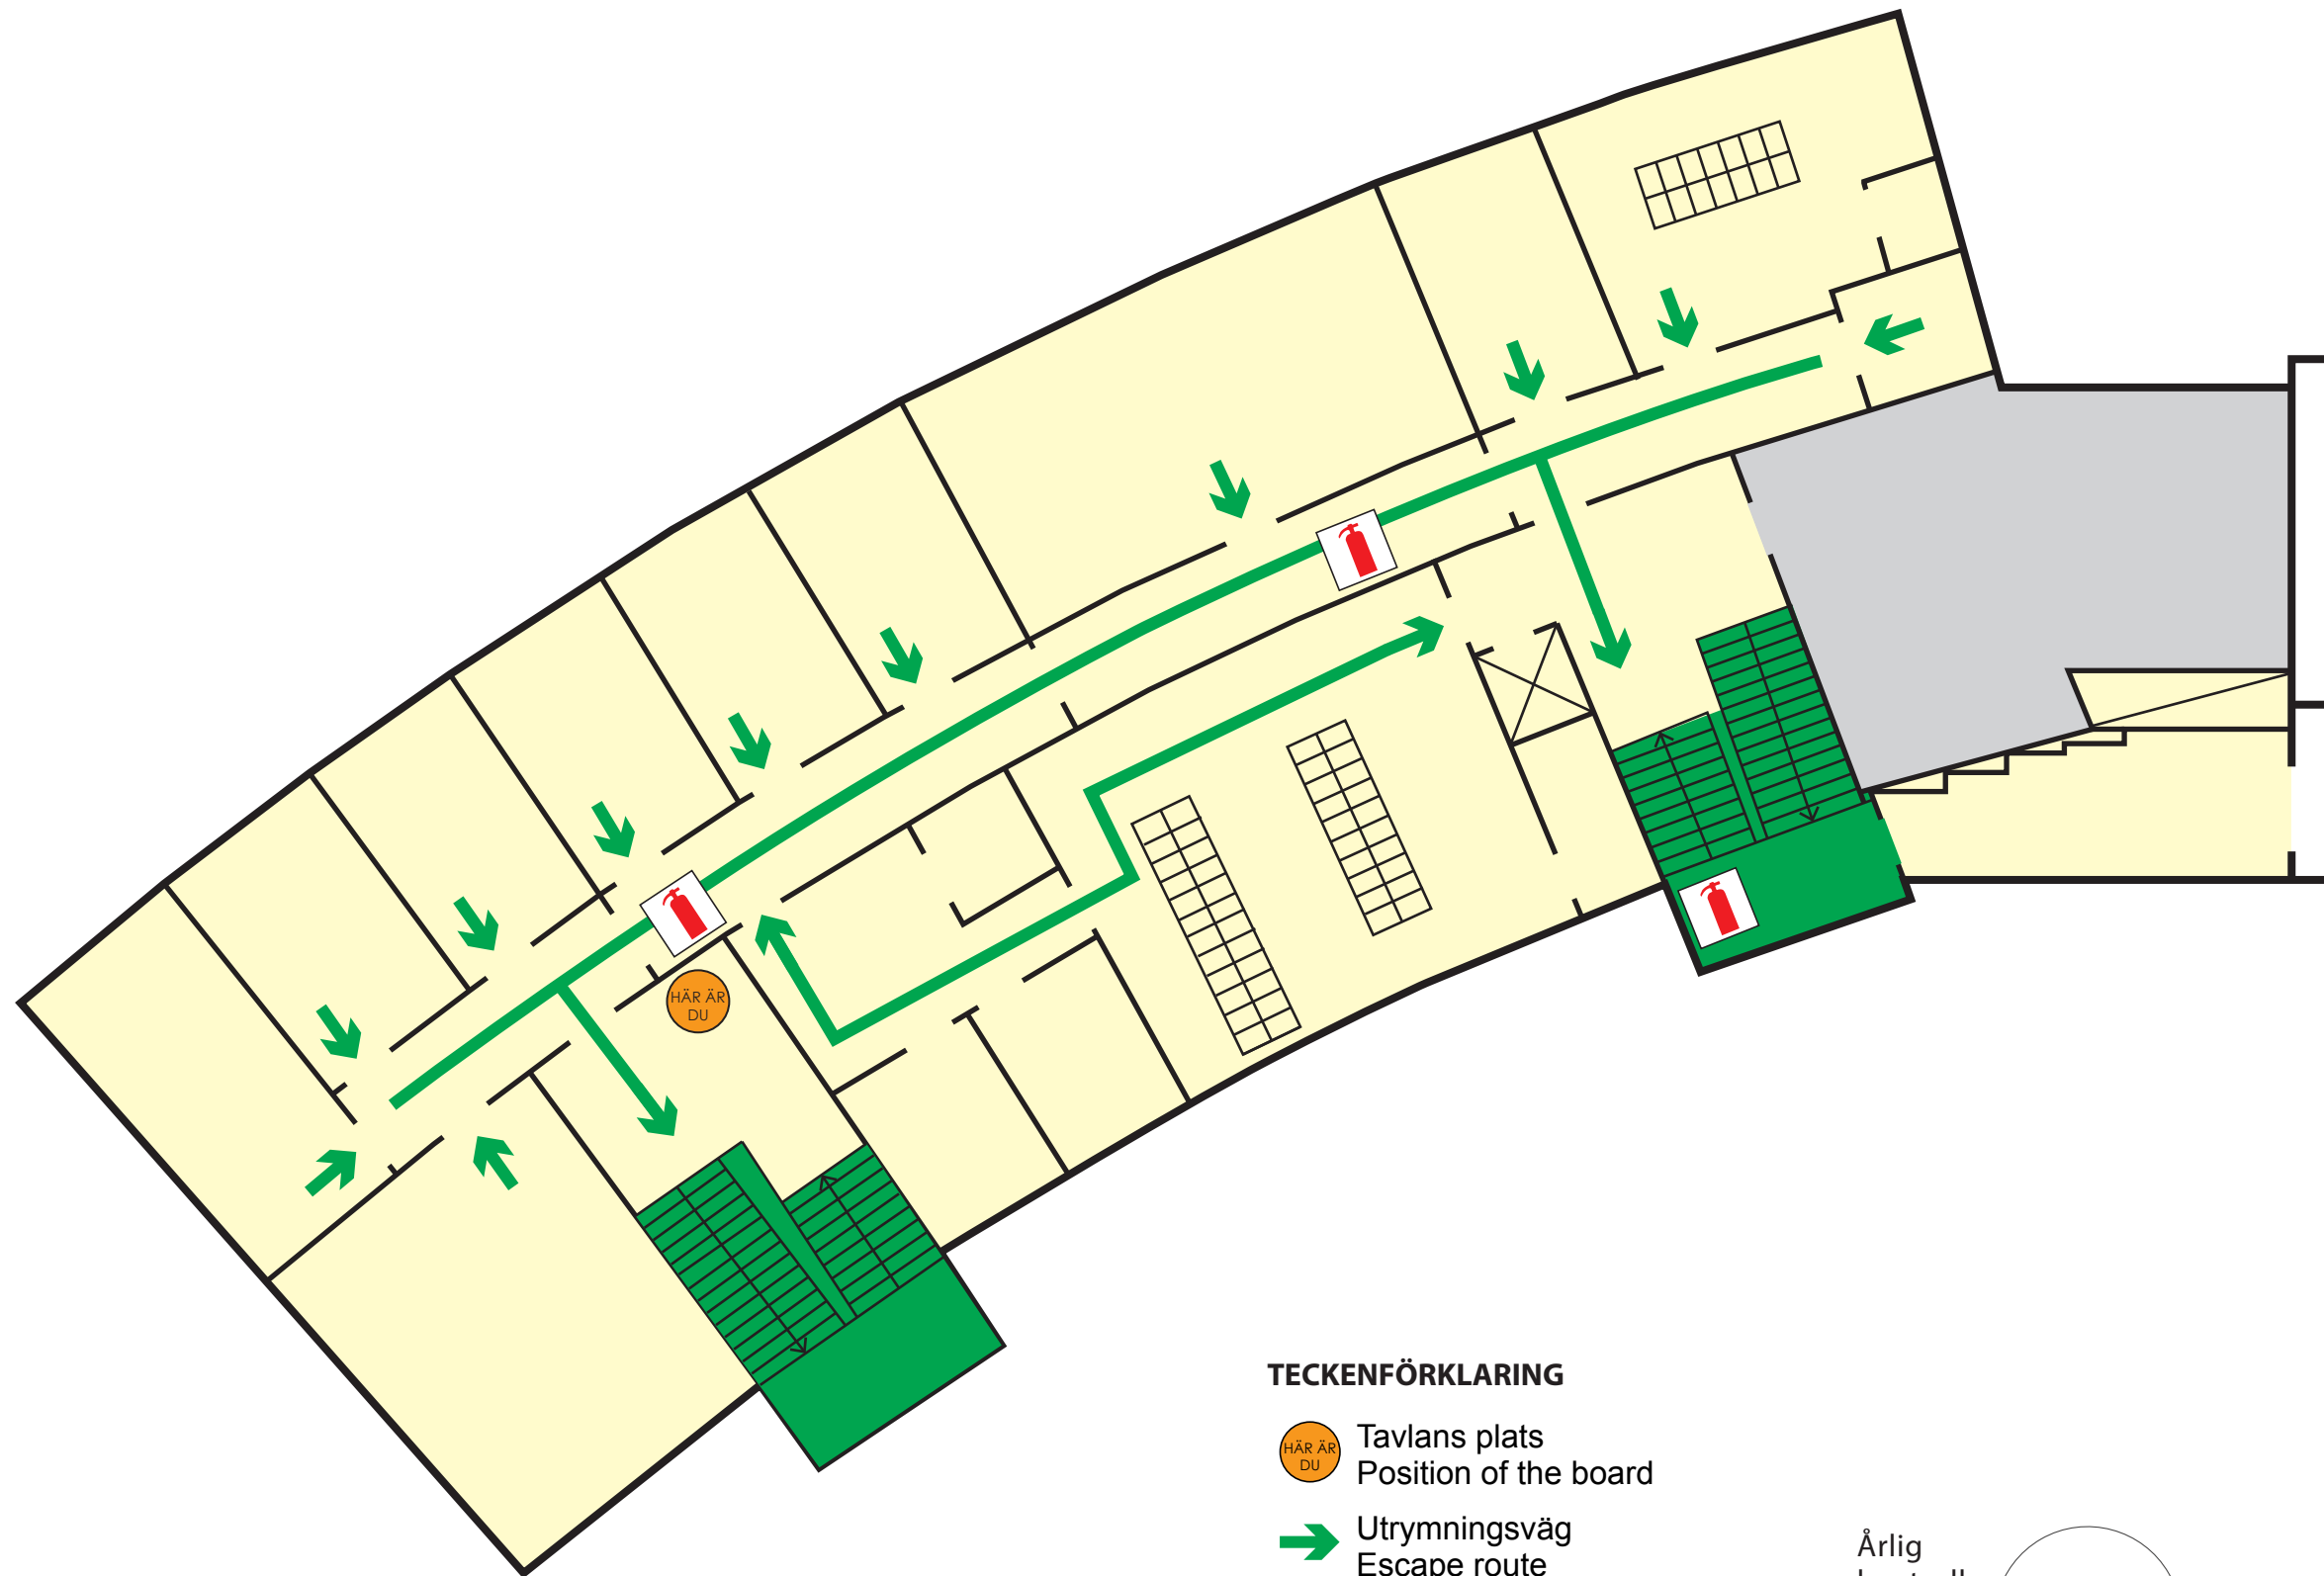 HÄR ÄR
DU
TECKENFÖRKLARING
HÄR ÄR
DU
Tavlans plats
Position of the board
Utrymningsväg
Escape route
Årlig